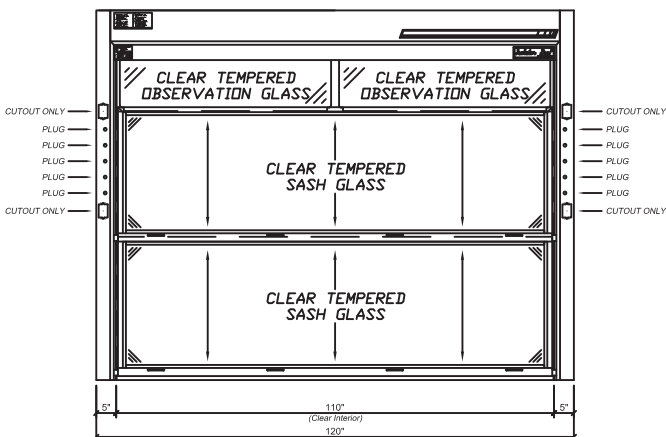 CLEAR TEMPERED
OBSERVATION GLASS
CLEAR TEMPERED
OBSERVATION GLASS
CUTOUT ONLY
PLUG
PLUG
PLUG
PLUG
PLUG
CUTOUT ONLY
CUTOUT ONLY
PLUG
PLUG
PLUG
PLUG
PLUG
CUTOUT ONLY
CLEAR TEMPERED
SASH GLASS
CLEAR TEMPERED
SASH GLASS
5"
110"
(Clear Interior)
5"
120"